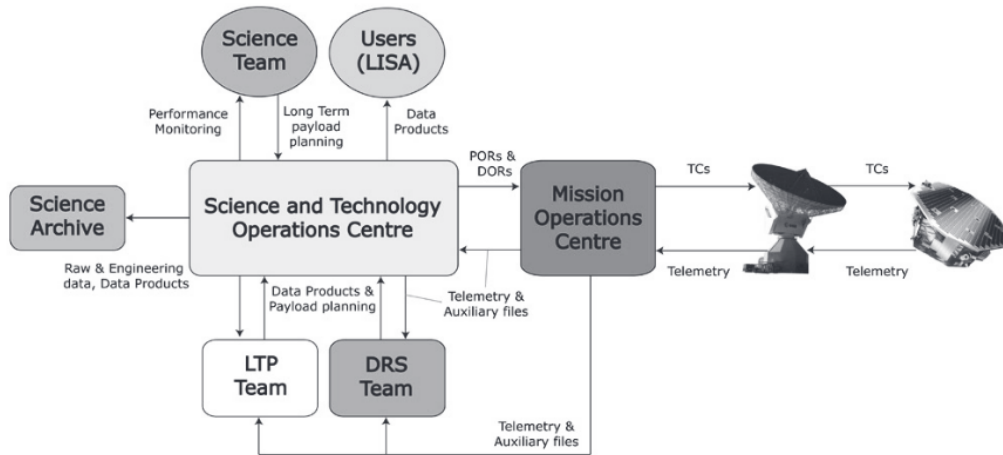 Science
Team
Users
(LISA)
Performance
Monitoring
Long Term
payload
planning
Data
Products
PORs &
DORs
TCs
TCs
Science
Archive
Science and Technology
Operations Centre
Mission
Operations
Centre
Raw & Engineering
data, Data Products
Data Products &
Payload planning
Telemetry &
Auxiliary files
Telemetry
Telemetry
LTP
Team
DRS
Team
Telemetry &
Auxiliary files